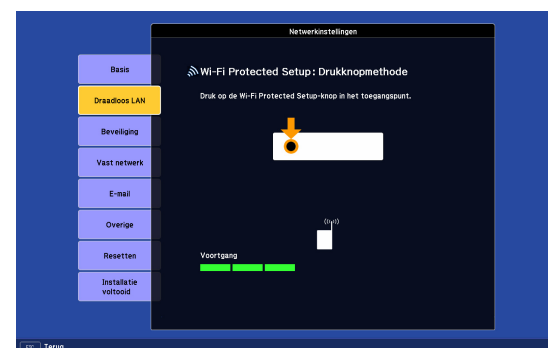 Netwerkinstellingen
Basis
Draadloos LAN
Beveiliging
Vast netwerk
E-mail
Overige
Resetten
Installatie
voltooid
Wi-Fi Protected Setup: Drukknopmethode
Druk op de Wi-Fi Protected Setup-knop in het toegangspunt.
Voortgang
ESC Terug